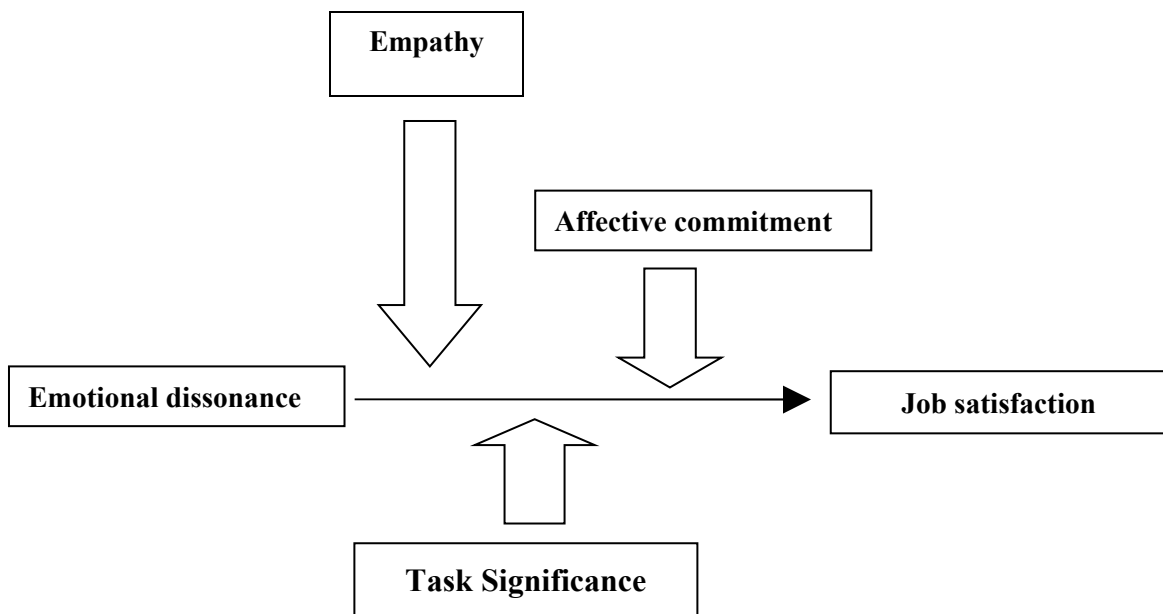 Empathy
Affective commitment
Emotional dissonance
Job satisfaction
Task Significance